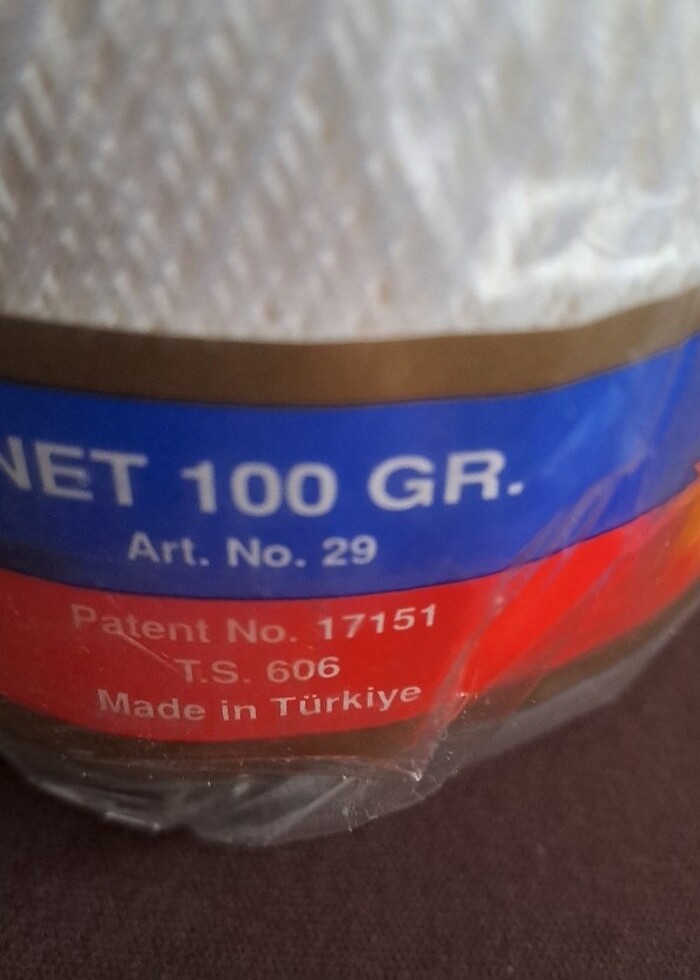 NET 100 GR.
Art. No. 29
Patent No. 17151
T.S. 606
Made in Türkiye